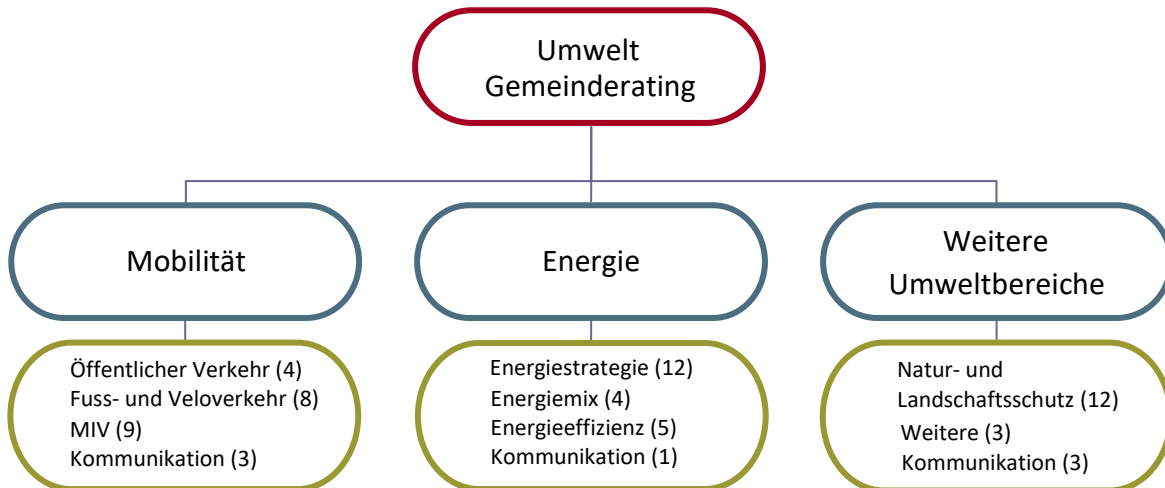 Umwelt
Gemeinderating
Mobilität
Energie
Weitere
Umweltbereiche
Öffentlicher Verkehr (4)
Fuss- und Veloverkehr (8)
MIV (9)
Kommunikation (3)
Energiestrategie (12)
Energiemix (4)
Energieeffizienz (5)
Kommunikation (1)
Natur- und
Landschaftsschutz (12)
Weitere (3)
Kommunikation (3)